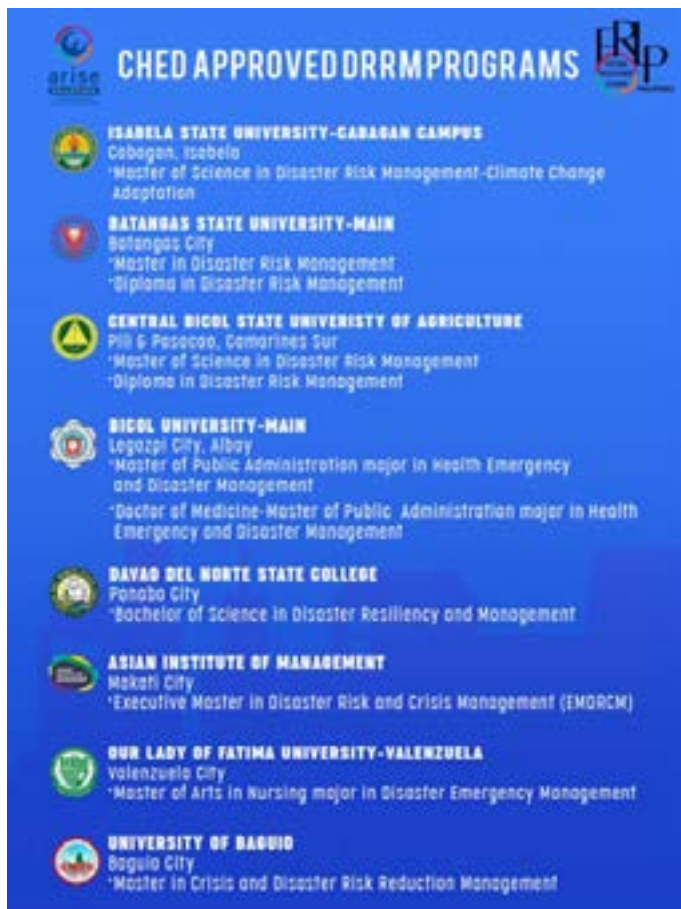 arise
CHED APPROVED DRRM PROGRAMS
ISABELA STATE UNIVERSITY-CABAGAN CAMPUS
Cabagan, Isabela
*Master of Science in Disaster Risk Management-Climate Change
Adaptation
BATANGAS STATE UNIVERSITY-MAIN
Batangas City
*Master in Disaster Risk Management
*Diploma in Disaster Risk Management
CENTRAL BICOL STATE UNIVERISTY OF AGRICULTURE
Pili & Pasacao, Camarines Sur
*Master of Science in Disaster Risk Management
*Diploma in Disaster Risk Management
BICOL UNIVERSITY-MAIN
Legazpi City, Albay
*Master of Public Administration major in Health Emergency
and Disaster Management
*Doctor of Medicine-Master of Public Administration major in Health
Emergency and Disaster Management
DAVAO DEL NORTE STATE COLLEGE
Panabo City
*Bachelor of Science in Disaster Resiliency and Management
ASIAN INSTITUTE OF MANAGEMENT
Makati City
*Executive Master in Disaster Risk and Crisis Management (EMDRCM)
OUR LADY OF FATIMA UNIVERSITY-VALENZUELA
Valenzuela City
*Master of Arts in Nursing major in Disaster Emergency Management
UNIVERSITY OF BAGUIO
Baguio City
*Master in Crisis and Disaster Risk Reduction Management